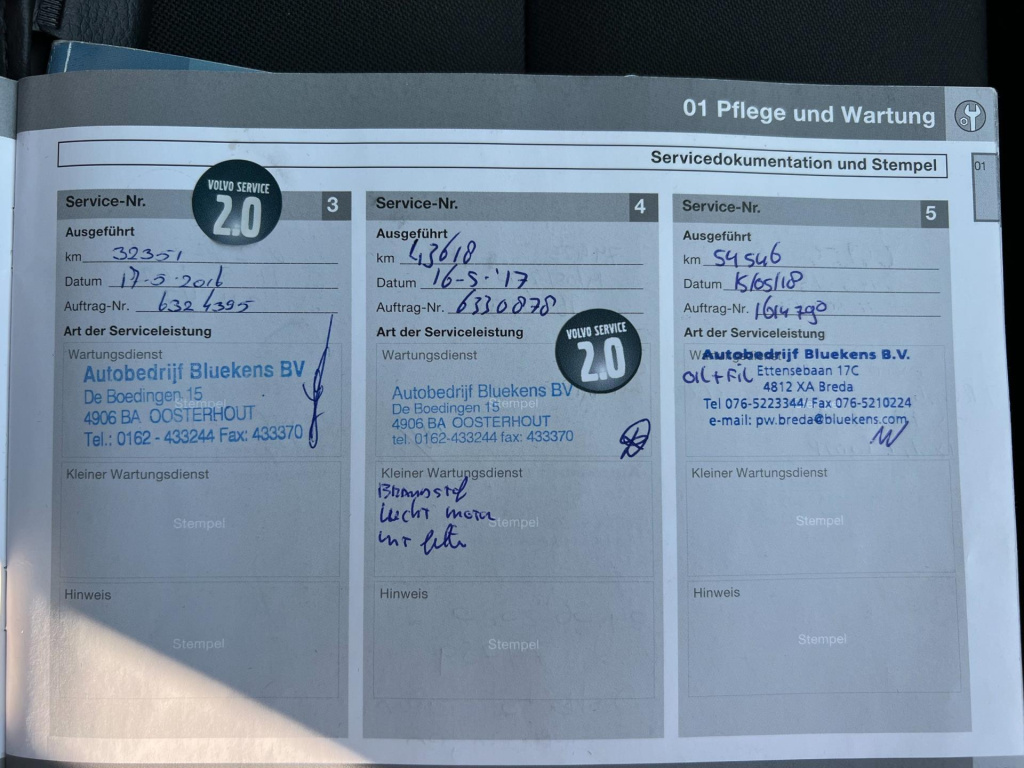 01 Pflege und Wartung
01
Servicedokumentation und Stempel
VOLVO SERVICE
2.0
Service-Nr. 3
Ausgeführt
km 32351
Datum 17-5-2016
Auftrag-Nr. 6324395
Art der Serviceleistung
Wartungsdienst
Autobedrijf Bluekens BV
De Boedingen 15
4906 BA OOSTERHOUT
Tel.: 0162 - 433244 Fax: 433370
Kleiner Wartungsdienst
Stempel
Hinweis
Stempel
Service-Nr. 4
Ausgeführt
km 43618
Datum 16-5-'17
Auftrag-Nr. 6330878
Art der Serviceleistung
VOLVO SERVICE
2.0
Wartungsdienst
Autobedrijf Bluekens BV
De Boedingen 15
4906 BA OOSTERHOUT
tel. 0162-433244 fax: 433370
Kleiner Wartungsdienst
Stempel
Hinweis
Stempel
Service-Nr. 5
Ausgeführt
km 54546
Datum 15/05/18
Auftrag-Nr. 1614790
Art der Serviceleistung
Autobedrijf Bluekens B.V.
OIL+FIL Ettensebaan 17C
4812 XA Breda
Tel 076-5223344/ Fax 076-5210224
e-mail: pw.breda@bluekens.com
Kleiner Wartungsdienst
Stempel
Hinweis
Stempel